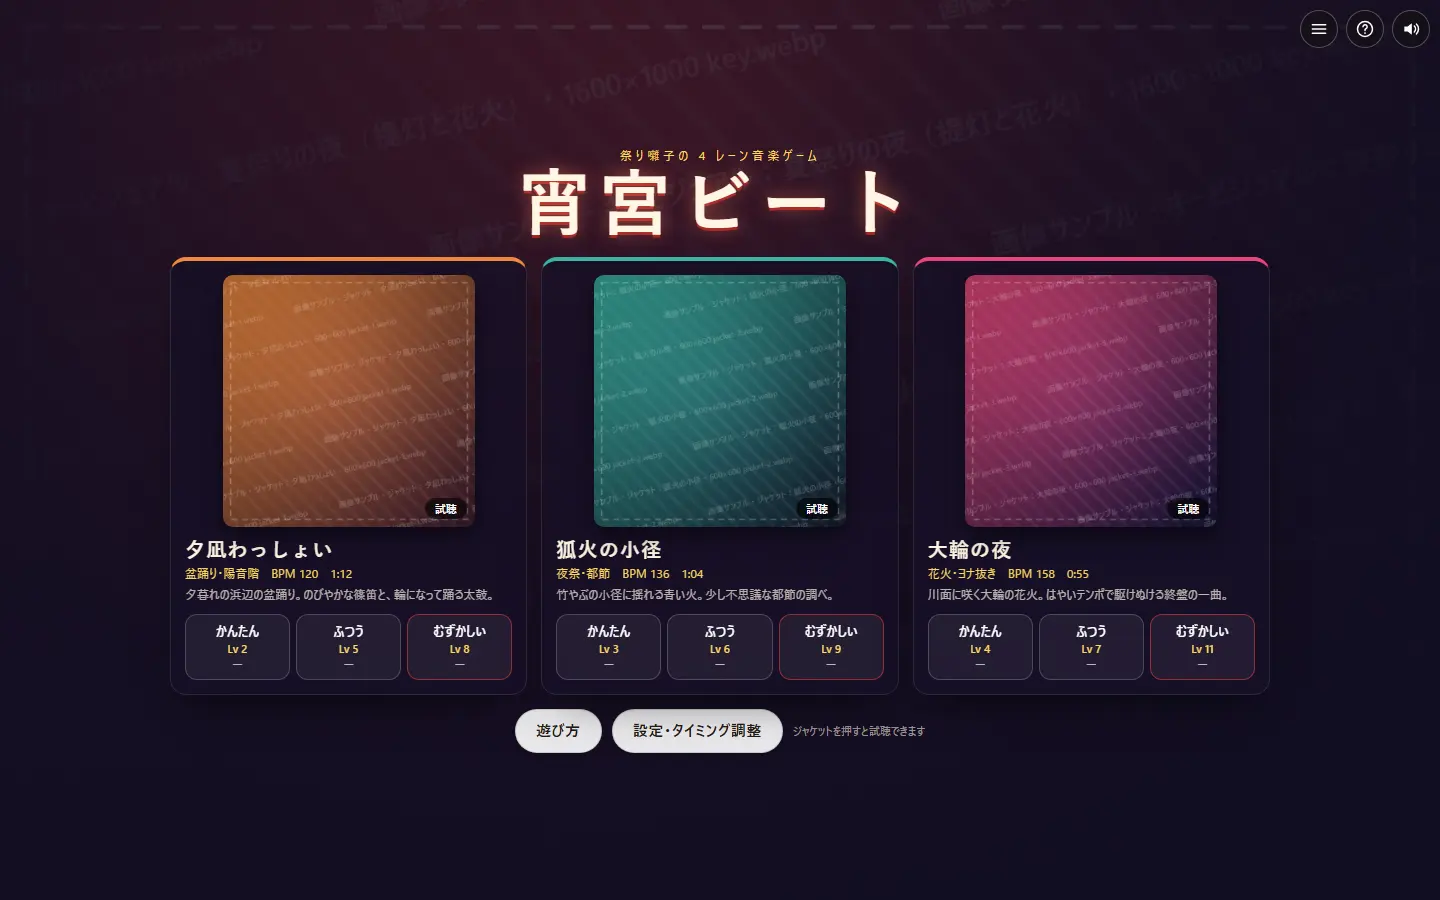 1600×1000 key.webp
祭り囃子の 4 レーン音楽ゲーム
宵宮ビート
試聴
夕凪わっしょい
盆踊り・陽音階 BPM 120 1:12
夕暮れの浜辺の盆踊り。のびやかな篠笛と、輪になって踊る太鼓。
かんたん ふつう むずかしい
Lv 2 Lv 5 Lv 8
— — —
試聴
狐火の小径
夜祭・都節 BPM 136 1:04
竹やぶの小径に揺れる青い火。少し不思議な都節の調べ。
かんたん ふつう むずかしい
Lv 3 Lv 6 Lv 9
— — —
試聴
大輪の夜
花火・ヨナ抜き BPM 158 0:55
川面に咲く大輪の花火。はやいテンポで駆けぬける終盤の一曲。
かんたん ふつう むずかしい
Lv 4 Lv 7 Lv 11
— — —
遊び方 設定・タイミング調整 ジャケットを押すと試聴できます